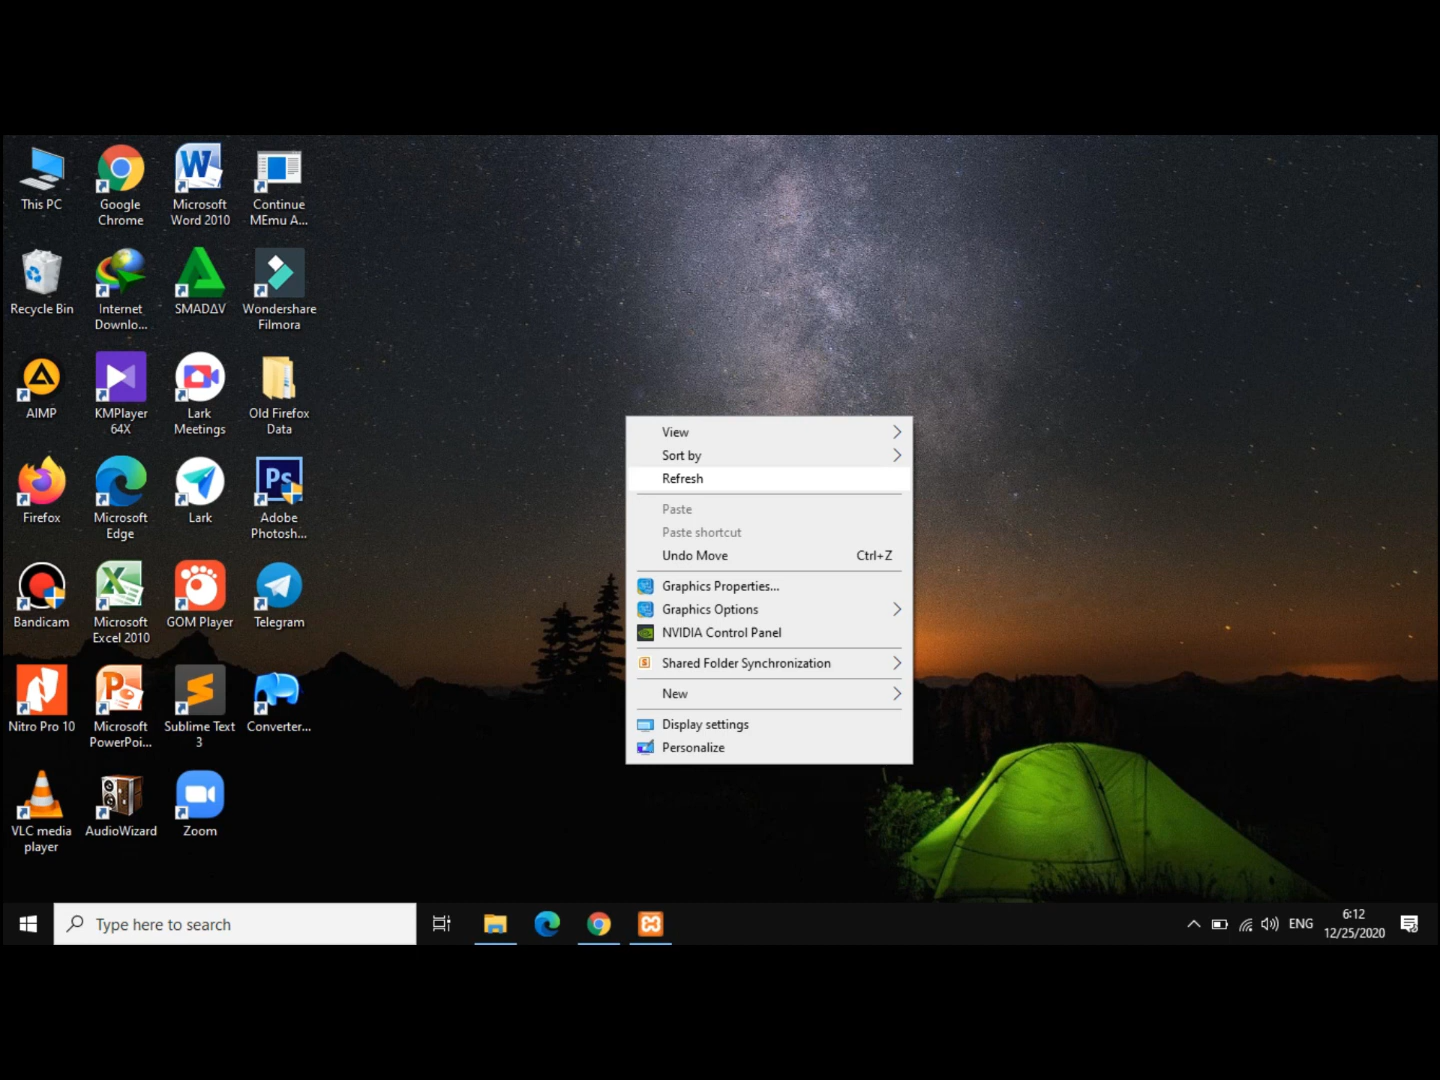 This PC
Google
Chrome
Microsoft
Word 2010
Continue
MEmu A...
Recycle Bin
Internet
Downlo...
SMADΔV
Wondershare
Filmora
AIMP
KMPlayer
64X
Lark
Meetings
Old Firefox
Data
Firefox
Microsoft
Edge
Lark
Adobe
Photosh...
Bandicam
Microsoft
Excel 2010
GOM Player
Telegram
Nitro Pro 10
Microsoft
PowerPoi...
Sublime Text
3
Converter...
VLC media
player
AudioWizard
Zoom
View
Sort by
Refresh
Paste
Paste shortcut
Undo Move Ctrl+Z
Graphics Properties...
Graphics Options
NVIDIA Control Panel
Shared Folder Synchronization
New
Display settings
Personalize
Type here to search
ENG
6:12
12/25/2020